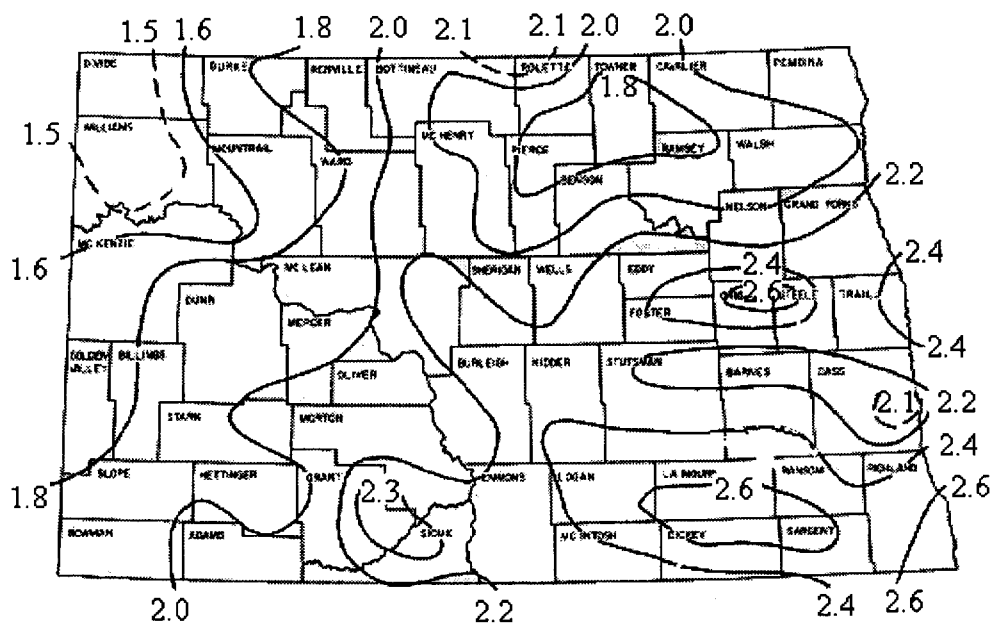 1.5 1.6 1.8 2.0 2.1 2.1 2.0 2.0
DIVIDE BURKE RENVILLE BOTTINEAU ROLETTE TOWNER CAVALIER PEMBINA
1.8
1.5 WILLIAMS MOUNTRAIL WARD MC HENRY PIERCE BENSON RAMSEY WALSH
2.2
NELSON GRAND FORKS
1.6 MC KENZIE
2.4
DUNN MC LEAN SHERIDAN WELLS EDDY 2.4
2.6 STEELE TRAILL
MERCER FOSTER
2.4
GOLDEN VALLEY BILLINGS OLIVER BURLEIGH KIDDER STUTSMAN BARNES CASS
2.1 2.2
STARK MORTON
2.4
1.8 SLOPE HETTINGER GRANT EMMONS LOGAN LA MOURE RANSOM RICHLAND
2.3 2.6 2.6
BOWMAN ADAMS SIOUX MC INTOSH DICKEY SARGENT
2.0 2.2 2.4 2.6